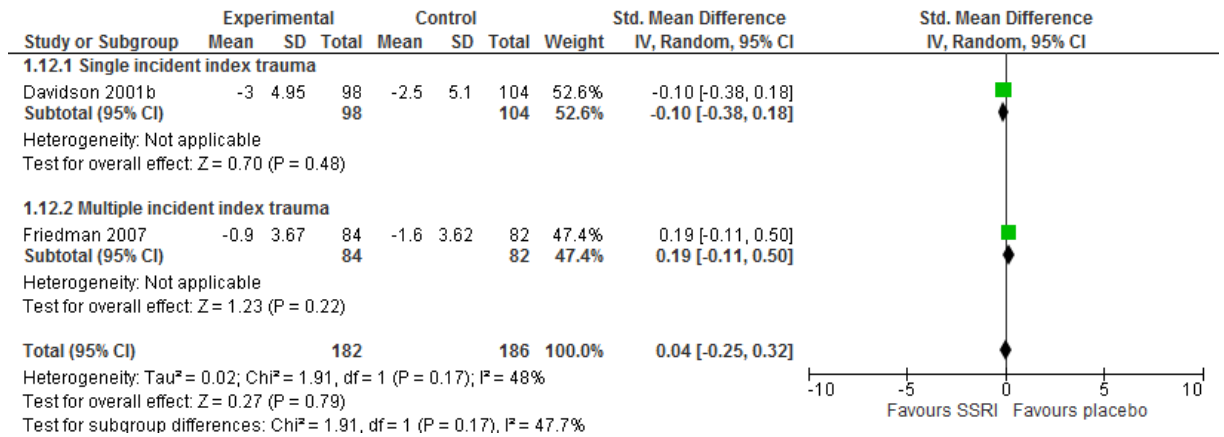 Experimental Control Std. Mean Difference Std. Mean Difference
Study or Subgroup Mean SD Total Mean SD Total Weight IV, Random, 95% CI IV, Random, 95% CI
1.12.1 Single incident index trauma
Davidson 2001b -3 4.95 98 -2.5 5.1 104 52.6% -0.10 [-0.38, 0.18]
Subtotal (95% CI) 98 104 52.6% -0.10 [-0.38, 0.18]
Heterogeneity: Not applicable
Test for overall effect: Z = 0.70 (P = 0.48)
1.12.2 Multiple incident index trauma
Friedman 2007 -0.9 3.67 84 -1.6 3.62 82 47.4% 0.19 [-0.11, 0.50]
Subtotal (95% CI) 84 82 47.4% 0.19 [-0.11, 0.50]
Heterogeneity: Not applicable
Test for overall effect: Z = 1.23 (P = 0.22)
Total (95% CI) 182 186 100.0% 0.04 [-0.25, 0.32]
Heterogeneity: Tau² = 0.02; Chi² = 1.91, df = 1 (P = 0.17); I² = 48%
Test for overall effect: Z = 0.27 (P = 0.79)
Test for subgroup differences: Chi² = 1.91, df = 1 (P = 0.17), I² = 47.7%
-10 -5 0 5 10
Favours SSRI Favours placebo